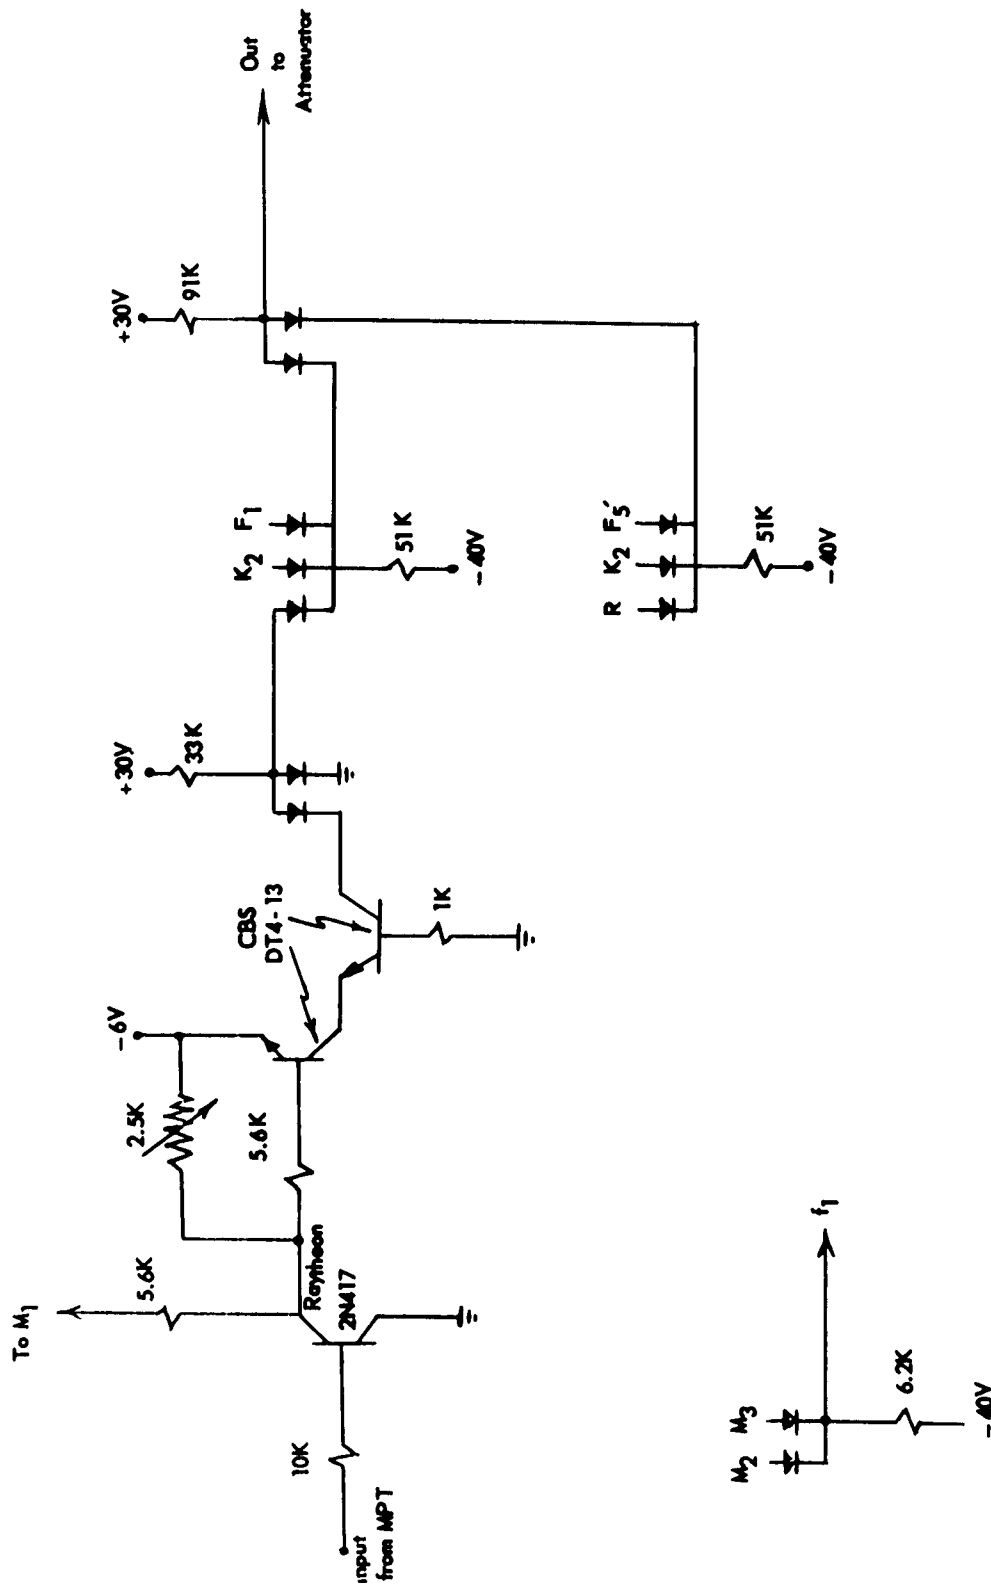 Input
from MPT
10K
To M1
5.6K
Raytheon
2N417
2.5K
5.6K
-6V
CBS
DT4-13
1K
+30V
33K
K2
F1
51K
-40V
+30V
91K
Out
to
Attenuator
R
K2
F5′
51K
-40V
M2
M3
6.2K
-40V
f1